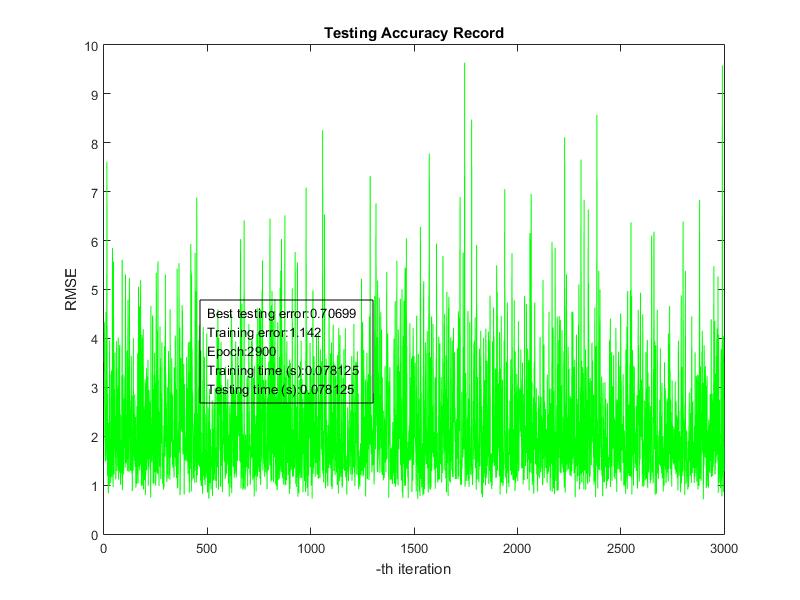 Testing Accuracy Record
10
9
8
7
6
5
4
3
2
1
0
RMSE
Best testing error:0.70699
Training error:1.142
Epoch:2900
Training time (s):0.078125
Testing time (s):0.078125
0 500 1000 1500 2000 2500 3000
-th iteration